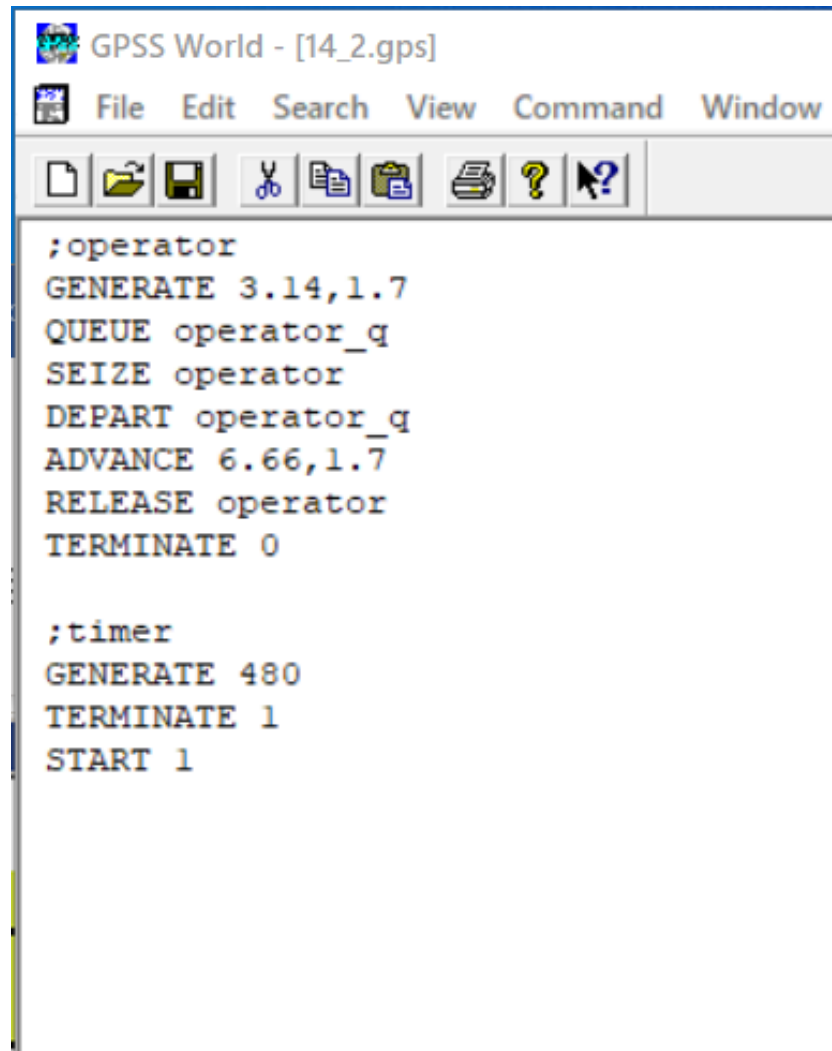 GPSS World - [14_2.gps]
File Edit Search View Command Window
;operator
GENERATE 3.14,1.7
QUEUE operator_q
SEIZE operator
DEPART operator_q
ADVANCE 6.66,1.7
RELEASE operator
TERMINATE 0
;timer
GENERATE 480
TERMINATE 1
START 1